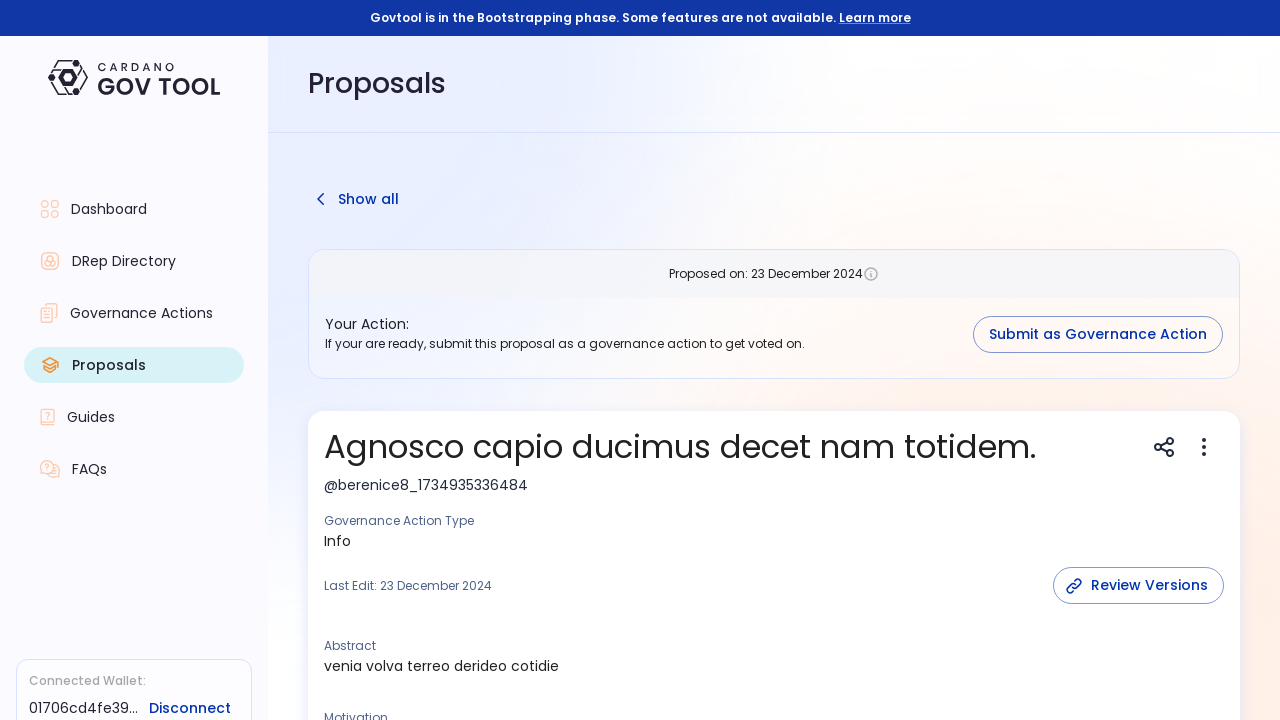 Govtool is in the Bootstrapping phase. Some features are not available. Learn more
CARDANO
GOV TOOL
Dashboard
DRep Directory
Governance Actions
Proposals
Guides
FAQs
Connected Wallet:
01706cd4fe39... Disconnect
Proposals
Show all
Proposed on: 23 December 2024
Your Action:
If your are ready, submit this proposal as a governance action to get voted on.
Submit as Governance Action
Agnosco capio ducimus decet nam totidem.
@berenice8_1734935336484
Governance Action Type
Info
Last Edit: 23 December 2024
Review Versions
Abstract
venia volva terreo derideo cotidie
Motivation